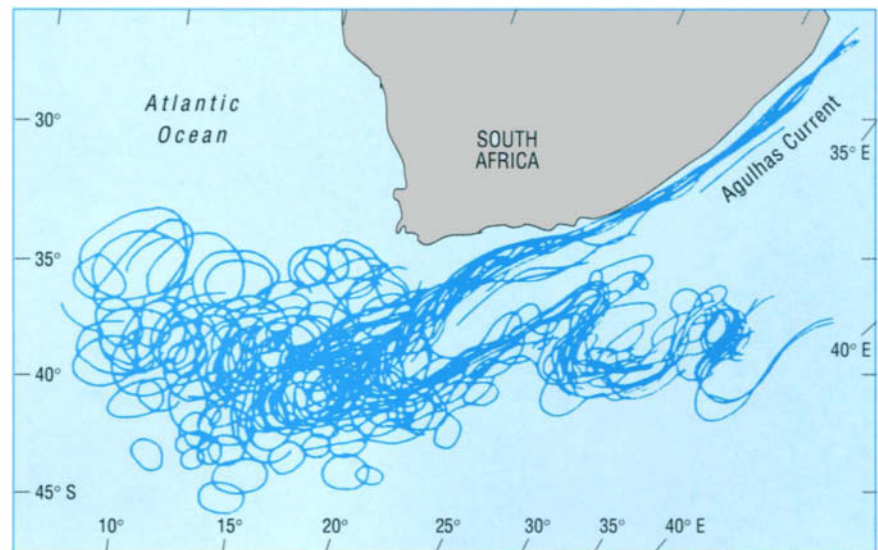 Atlantic
Ocean
30°
SOUTH
AFRICA
Agulhas Current
35° E
35°
40° E
40°
45° S
10°
15°
20°
25°
30°
35°
40° E